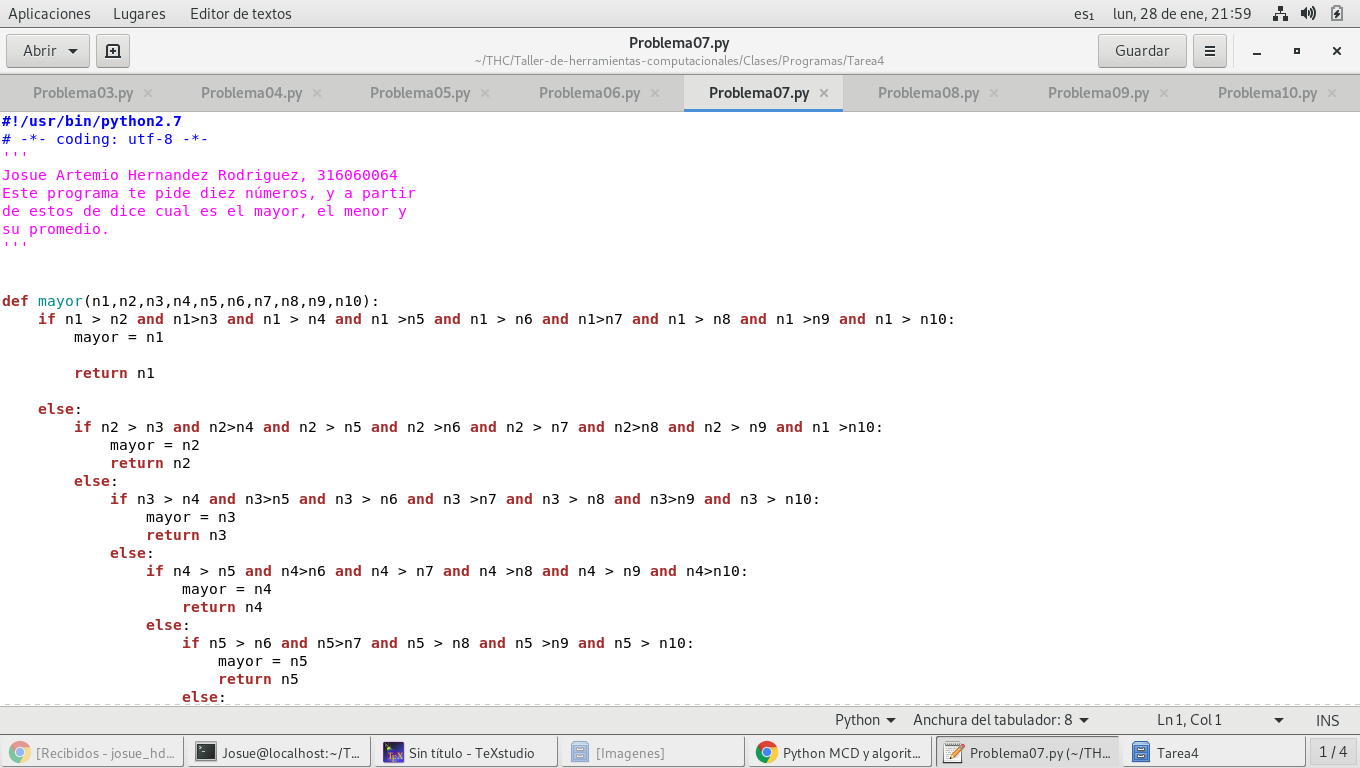 Aplicaciones Lugares Editor de textos es₁ lun, 28 de ene, 21:59
Abrir Problema07.py Guardar
~/THC/Taller-de-herramientas-computacionales/Clases/Programas/Tarea4
Problema03.py × Problema04.py × Problema05.py × Problema06.py × Problema07.py × Problema08.py × Problema09.py × Problema10.py ×
#!/usr/bin/python2.7
# -*- coding: utf-8 -*-
'''
Josue Artemio Hernandez Rodriguez, 316060064
Este programa te pide diez números, y a partir
de estos de dice cual es el mayor, el menor y
su promedio.
'''
def mayor(n1,n2,n3,n4,n5,n6,n7,n8,n9,n10):
    if n1 > n2 and n1>n3 and n1 > n4 and n1 >n5 and n1 > n6 and n1>n7 and n1 > n8 and n1 >n9 and n1 > n10:
        mayor = n1
        return n1
    else:
        if n2 > n3 and n2>n4 and n2 > n5 and n2 >n6 and n2 > n7 and n2>n8 and n2 > n9 and n1 >n10:
            mayor = n2
            return n2
        else:
            if n3 > n4 and n3>n5 and n3 > n6 and n3 >n7 and n3 > n8 and n3>n9 and n3 > n10:
                mayor = n3
                return n3
            else:
                if n4 > n5 and n4>n6 and n4 > n7 and n4 >n8 and n4 > n9 and n4>n10:
                    mayor = n4
                    return n4
                else:
                    if n5 > n6 and n5>n7 and n5 > n8 and n5 >n9 and n5 > n10:
                        mayor = n5
                        return n5
                    else:
Python Anchura del tabulador: 8 Ln 1, Col 1 INS
[Recibidos - josue_hd... Josue@localhost:~/T... Sin título - TeXstudio [Imagenes] Python MCD y algorit... Problema07.py (~/TH... Tarea4 1 / 4